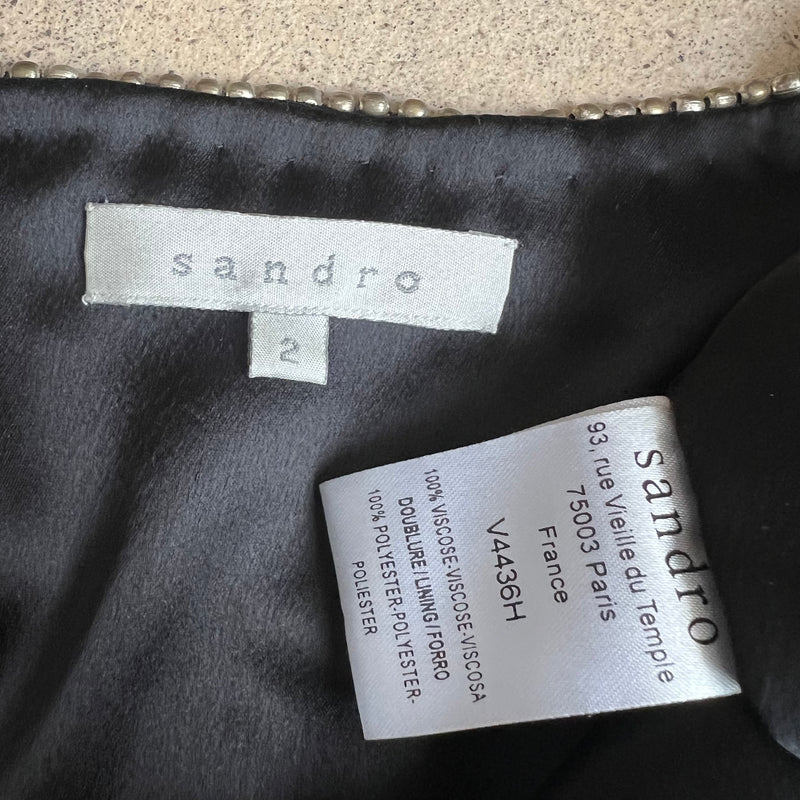 sandro
2
sandro
93, rue Vieille du Temple
75003 Paris
France
V4436H
100% VISCOSE-VISCOSE-VISCOSA
DOUBLURE/LINING/FORRO
100% POLYESTER-POLYESTER-
POLIESTER